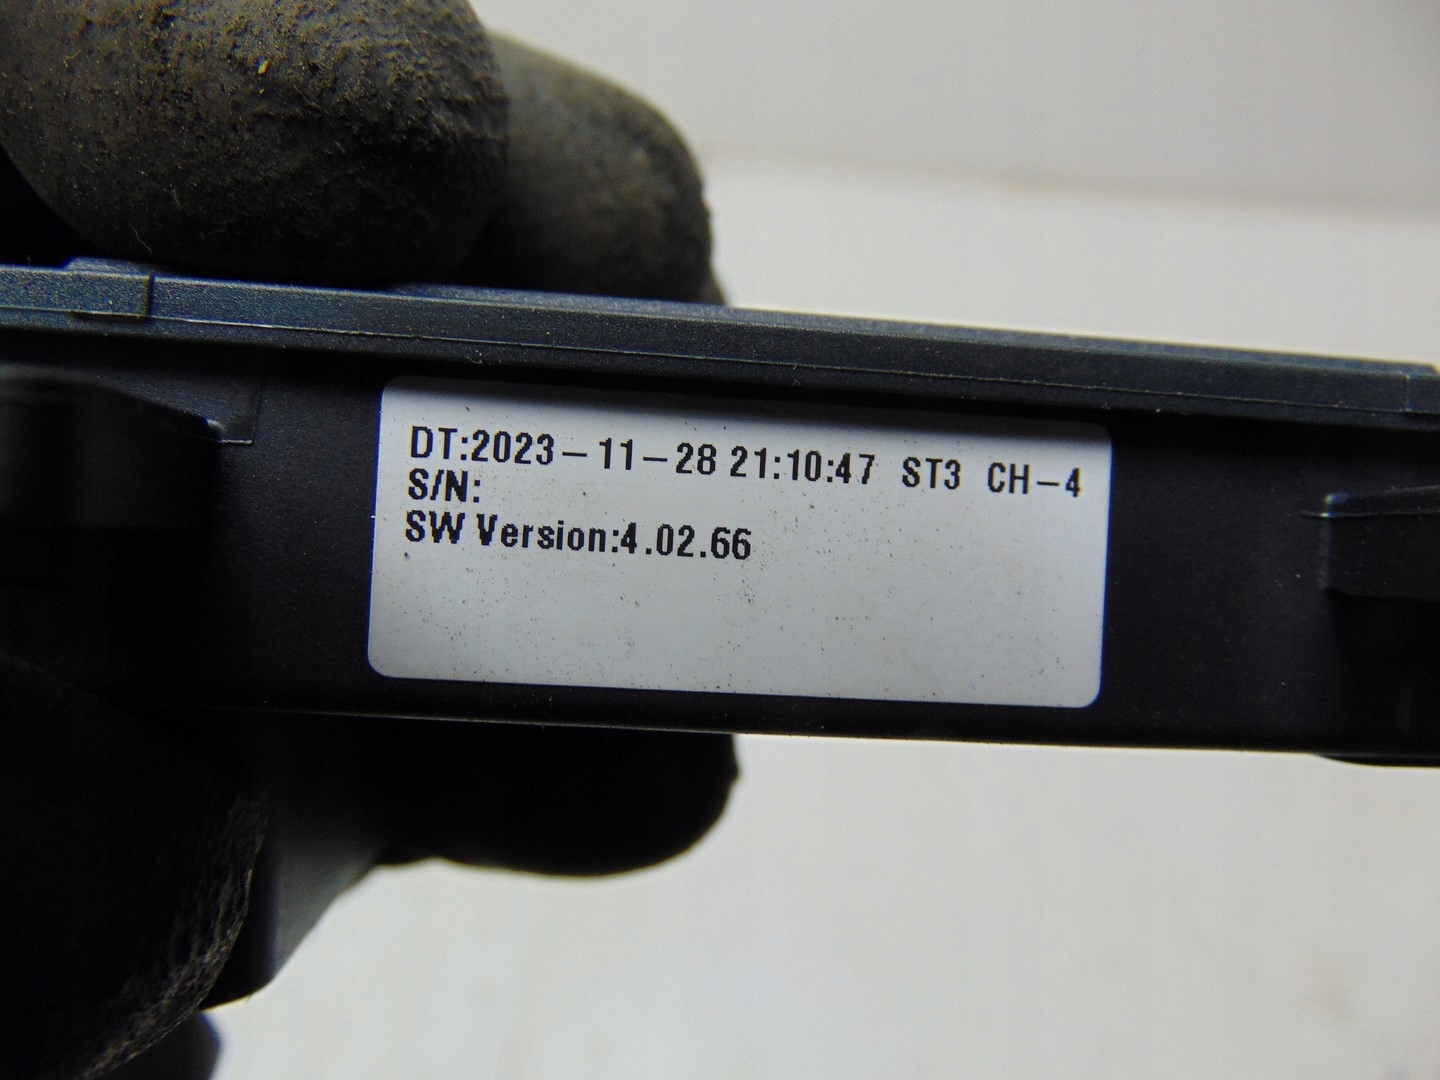 DT:2023-11-28 21:10:47 ST3 CH-4
S/N:
SW Version:4.02.66